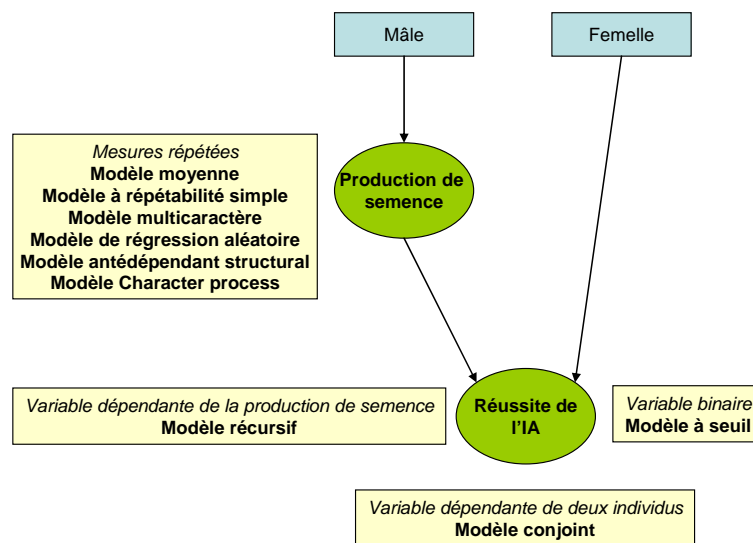 Mâle
Femelle
Mesures répétées
Modèle moyenne
Modèle à répétabilité simple
Modèle multicaractère
Modèle de régression aléatoire
Modèle antédépendant structural
Modèle Character process
Production de
semence
Variable dépendante de la production de semence
Modèle récursif
Réussite de
l'IA
Variable binaire
Modèle à seuil
Variable dépendante de deux individus
Modèle conjoint